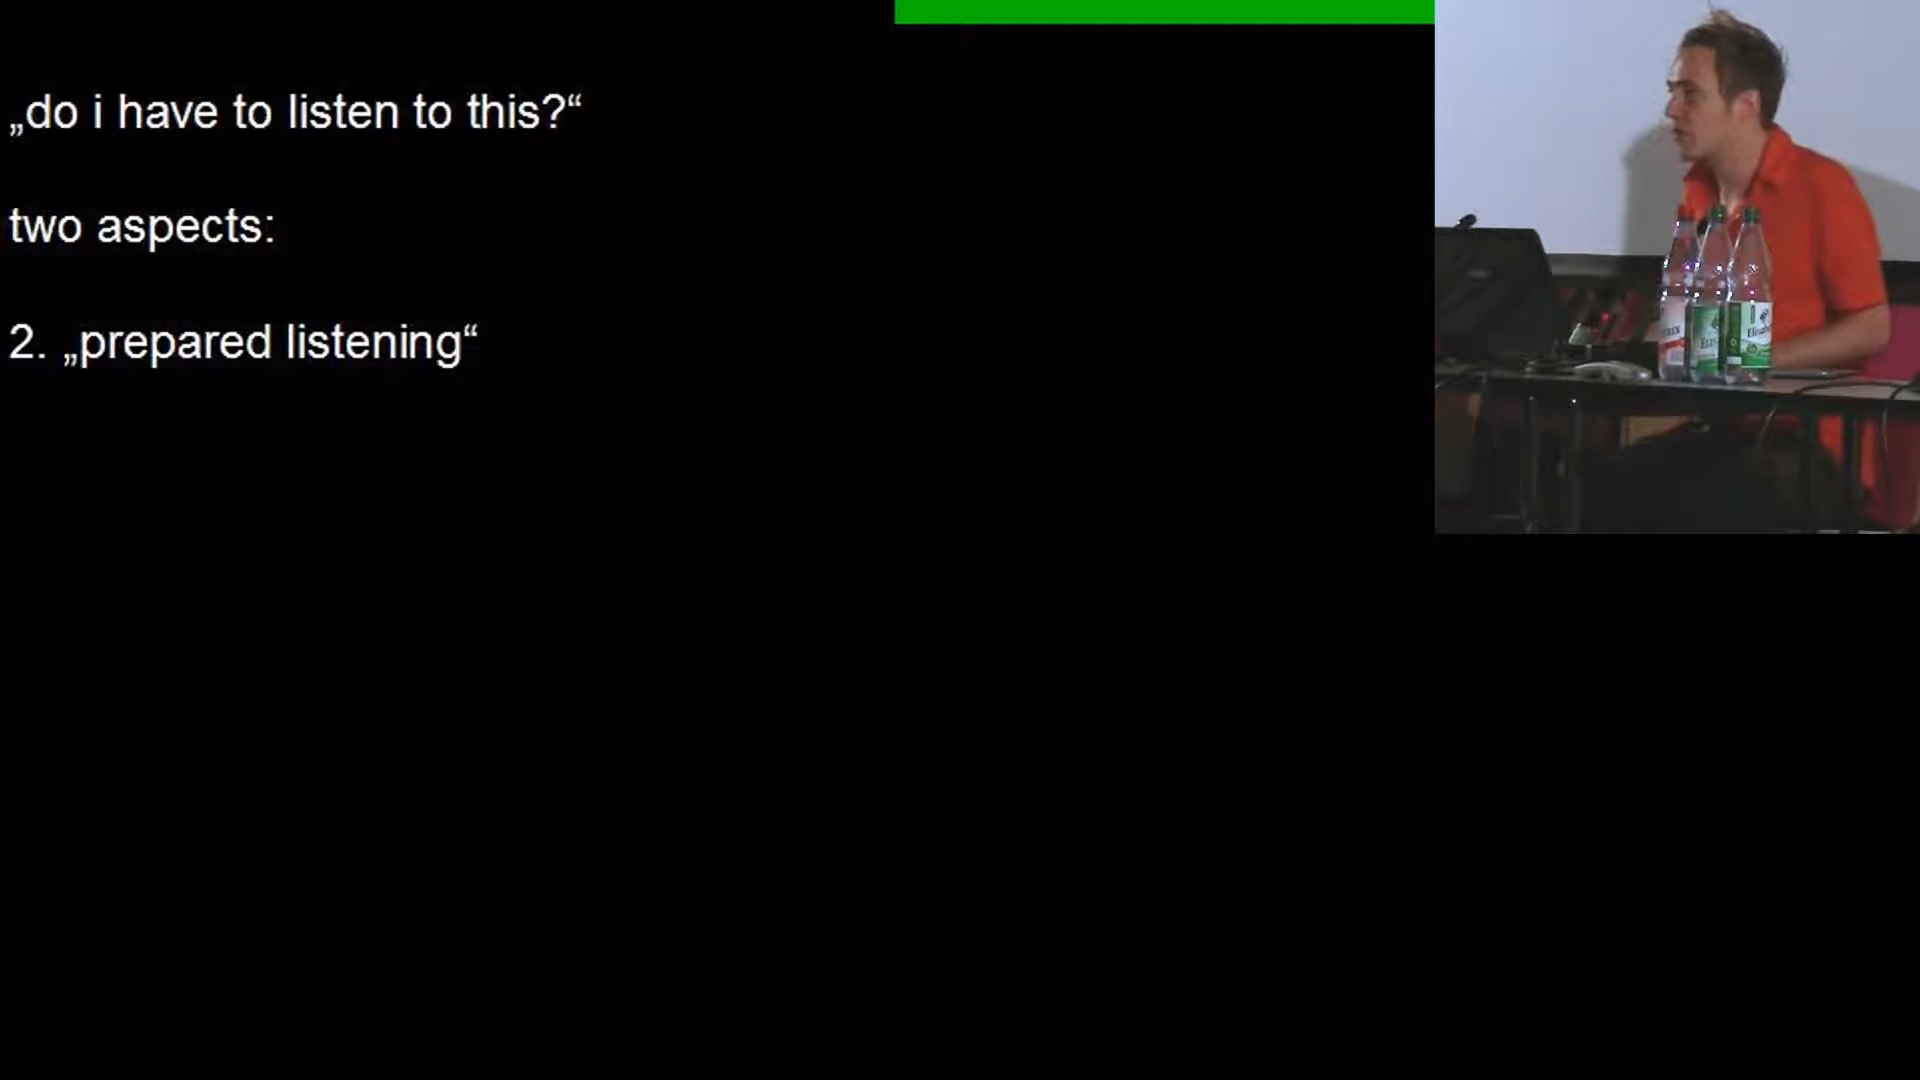 „do i have to listen to this?“
two aspects:
2. „prepared listening“